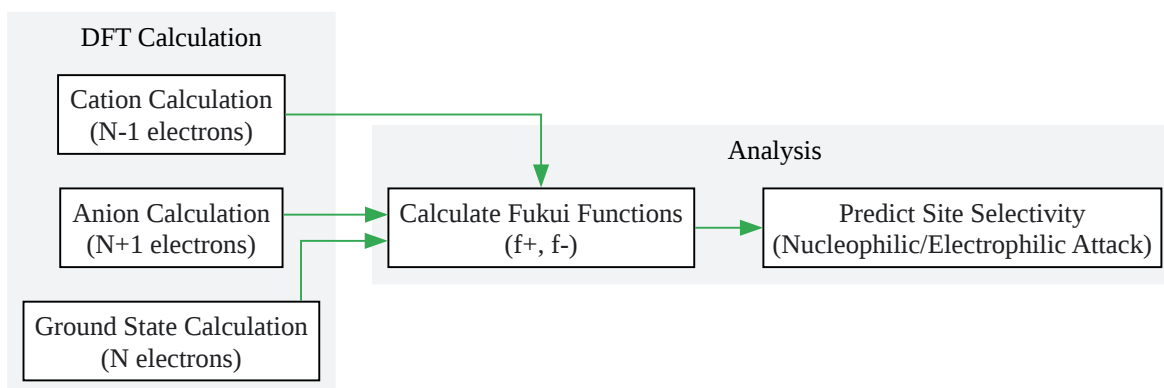 DFT Calculation
Cation Calculation
(N-1 electrons)
Anion Calculation
(N+1 electrons)
Ground State Calculation
(N electrons)
Analysis
Calculate Fukui Functions
(f+, f-)
Predict Site Selectivity
(Nucleophilic/Electrophilic Attack)